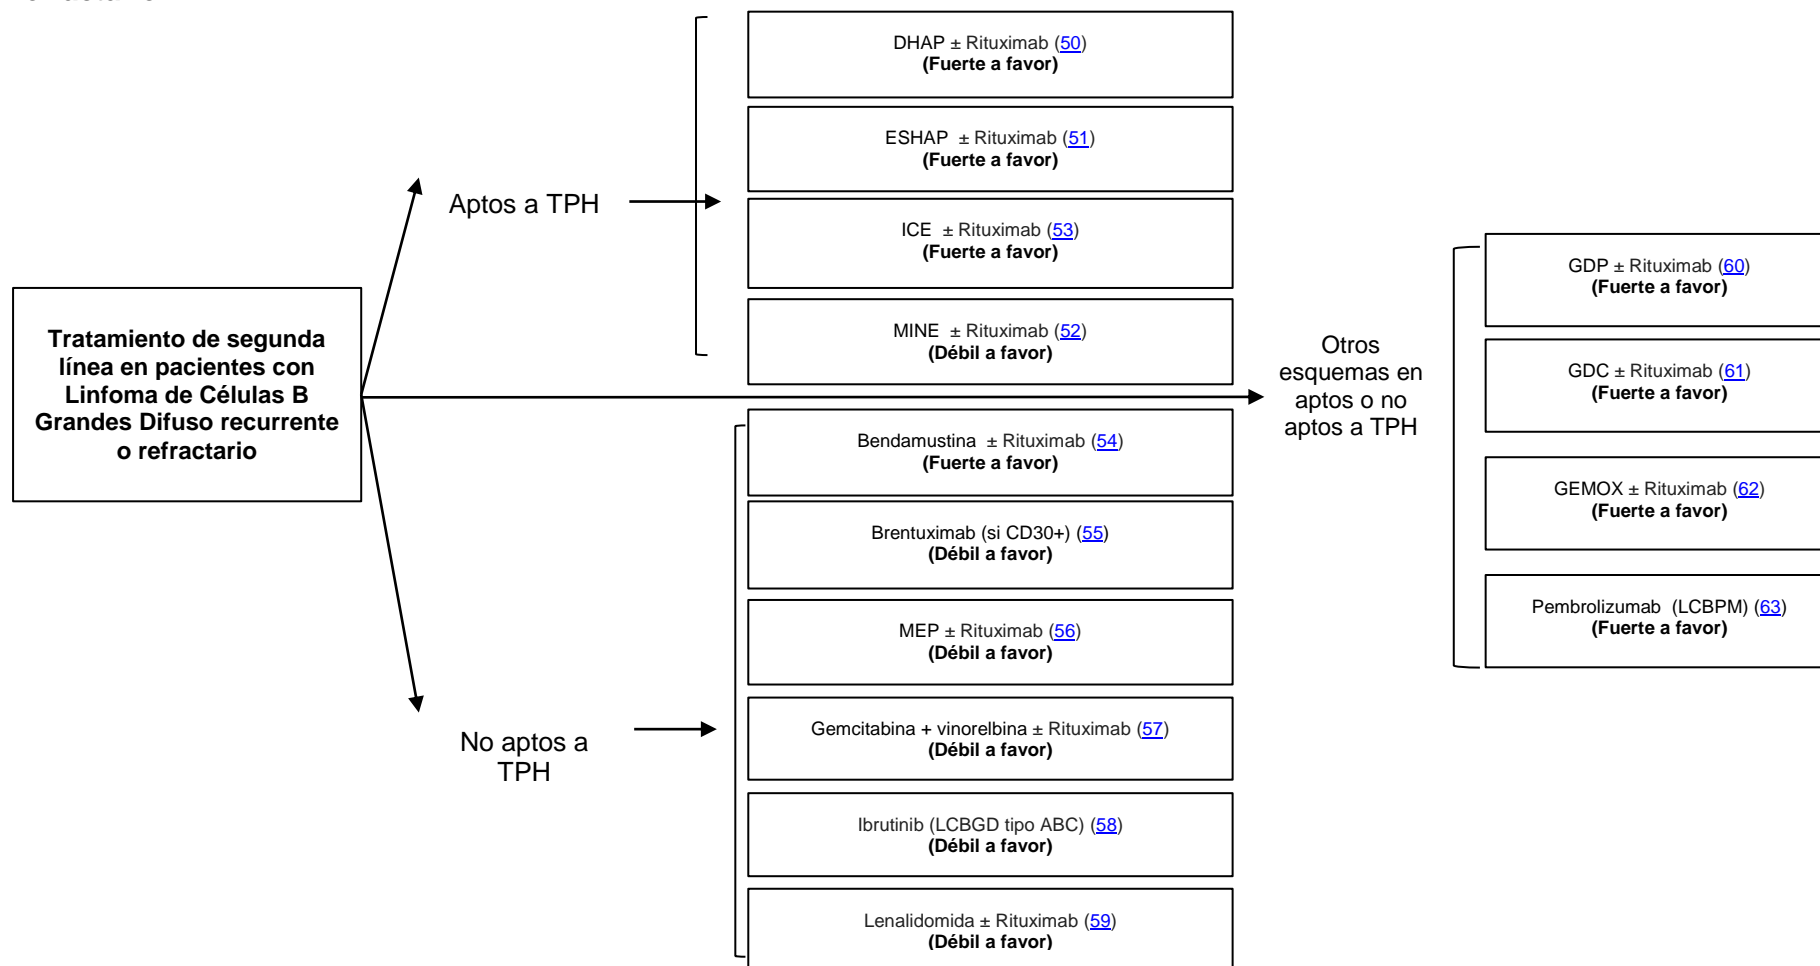 Tratamiento de segunda
línea en pacientes con
Linfoma de Células B
Grandes Difuso recurrente
o refractario
Aptos a TPH
DHAP ± Rituximab (50)
(Fuerte a favor)
ESHAP ± Rituximab (51)
(Fuerte a favor)
ICE ± Rituximab (53)
(Fuerte a favor)
MINE ± Rituximab (52)
(Débil a favor)
No aptos a
TPH
Bendamustina ± Rituximab (54)
(Fuerte a favor)
Brentuximab (si CD30+) (55)
(Débil a favor)
MEP ± Rituximab (56)
(Débil a favor)
Gemcitabina + vinorelbina ± Rituximab (57)
(Débil a favor)
Ibrutinib (LCBGD tipo ABC) (58)
(Débil a favor)
Lenalidomida ± Rituximab (59)
(Débil a favor)
Otros
esquemas en
aptos o no
aptos a TPH
GDP ± Rituximab (60)
(Fuerte a favor)
GDC ± Rituximab (61)
(Fuerte a favor)
GEMOX ± Rituximab (62)
(Fuerte a favor)
Pembrolizumab (LCBPM) (63)
(Fuerte a favor)